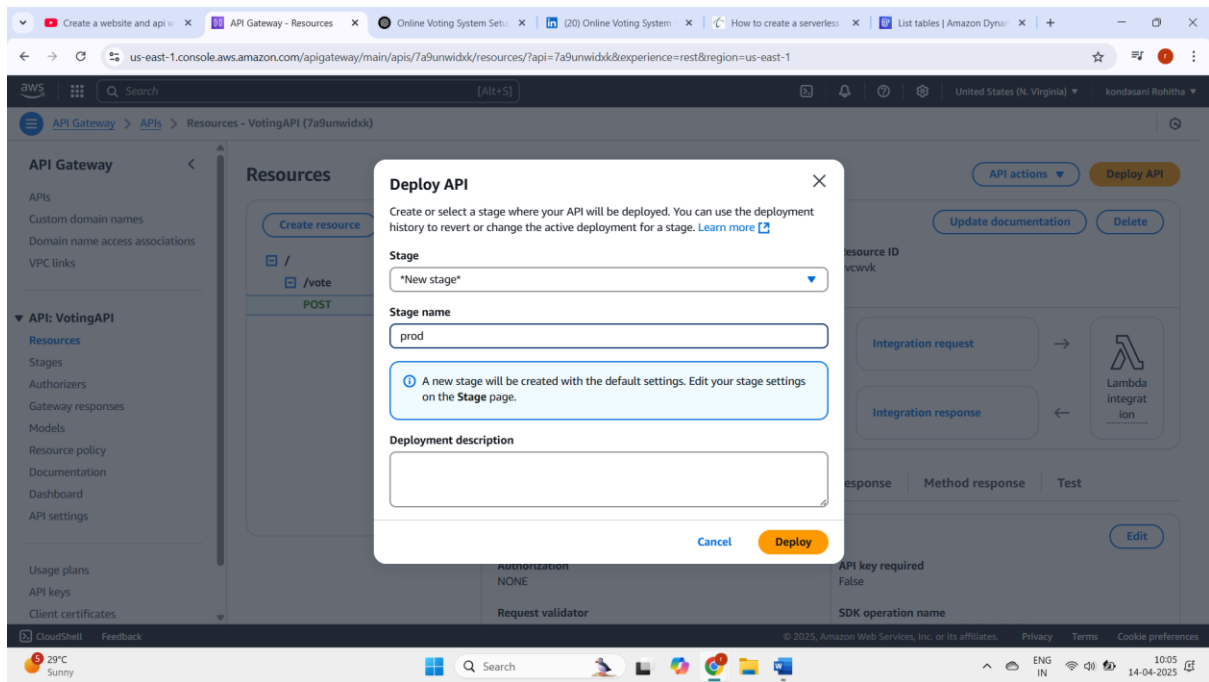 Create a website and api w
API Gateway - Resources
Online Voting System Setu
(20) Online Voting System
How to create a serverless
List tables | Amazon Dynam
us-east-1.console.aws.amazon.com/apigateway/main/apis/7a9unwidxk/resources/?api=7a9unwidxk&experience=rest&region=us-east-1
aws
Search
[Alt+S]
United States (N. Virginia)
kondasani Rohitha
API Gateway > APIs > Resources - VotingAPI (7a9unwidxk)
API Gateway
APIs
Custom domain names
Domain name access associations
VPC links
API: VotingAPI
Resources
Stages
Authorizers
Gateway responses
Models
Resource policy
Documentation
Dashboard
API settings
Usage plans
API keys
Client certificates
Resources
API actions
Deploy API
Create resource
/
/vote
POST
Update documentation
Delete
esource ID
Integration request
Integration response
Lambda
integrat
ion
esponse
Method response
Test
Edit
Authorization
NONE
API key required
False
Request validator
SDK operation name
Deploy API
Create or select a stage where your API will be deployed. You can use the deployment
history to revert or change the active deployment for a stage. Learn more
Stage
*New stage*
Stage name
prod
A new stage will be created with the default settings. Edit your stage settings
on the Stage page.
Deployment description
Cancel
Deploy
CloudShell
Feedback
© 2025, Amazon Web Services, Inc. or its affiliates.
Privacy
Terms
Cookie preferences
5
29°C
Sunny
Search
ENG
IN
10:05
14-04-2025